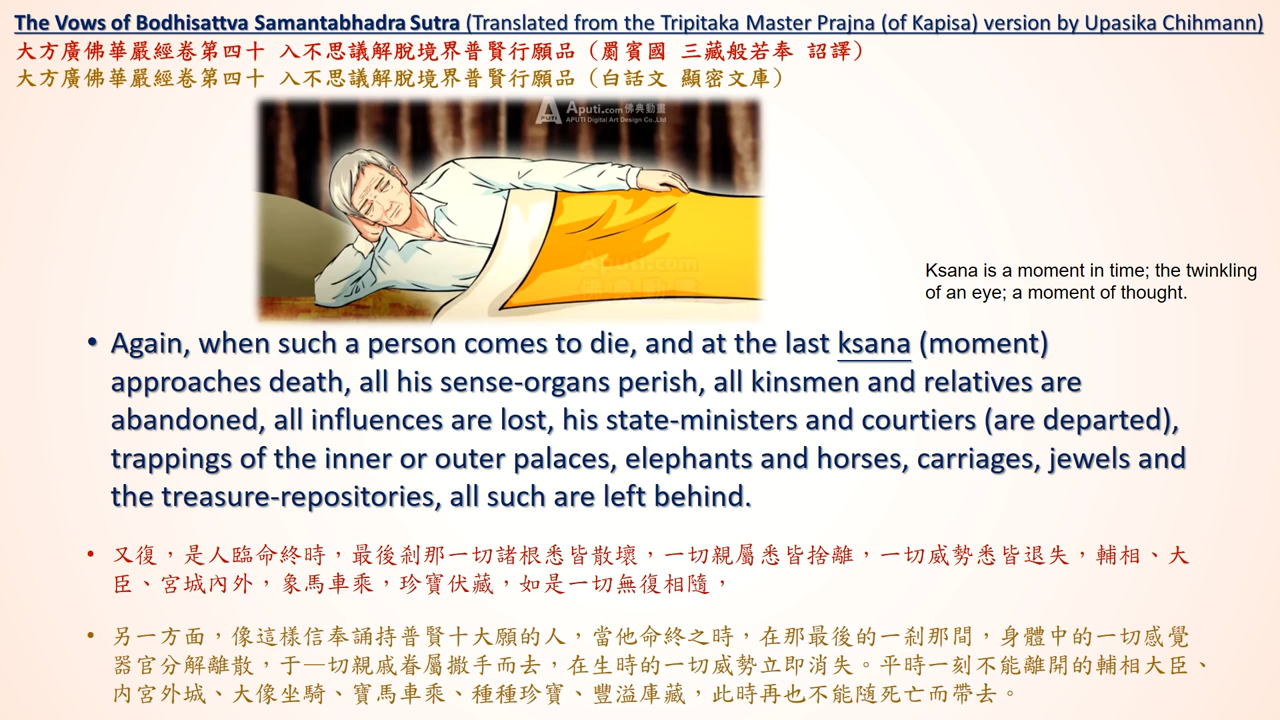 The Vows of Bodhisattva Samantabhadra Sutra (Translated from the Tripitaka Master Prajna (of Kapisa) version by Upasika Chihmann)
大方廣佛華嚴經卷第四十 入不思議解脫境界普賢行願品（罽賓國 三藏般若奉 詔譯）
大方廣佛華嚴經卷第四十 入不思議解脫境界普賢行願品（白話文 顯密文庫）
Aputi.com 佛典動畫
APUTI Digital Art Design Co.,Ltd
Aputi.com
佛典動畫
Ksana is a moment in time; the twinkling
of an eye; a moment of thought.
• Again, when such a person comes to die, and at the last ksana (moment)
approaches death, all his sense-organs perish, all kinsmen and relatives are
abandoned, all influences are lost, his state-ministers and courtiers (are departed),
trappings of the inner or outer palaces, elephants and horses, carriages, jewels and
the treasure-repositories, all such are left behind.
• 又復，是人臨命終時，最後剎那一切諸根悉皆散壞，一切親屬悉皆捨離，一切威勢悉皆退失，輔相、大
臣、宮城內外，象馬車乘，珍寶伏藏，如是一切無復相隨，
• 另一方面，像這樣信奉誦持普賢十大願的人，當他命終之時，在那最後的一剎那間，身體中的一切感覺
器官分解離散，于一切親戚眷屬撒手而去，在生時的一切威勢立即消失。平時一刻不能離開的輔相大臣、
內宮外城、大像坐騎、寶馬車乘、種種珍寶、豐溢庫藏，此時再也不能随死亡而帶去。